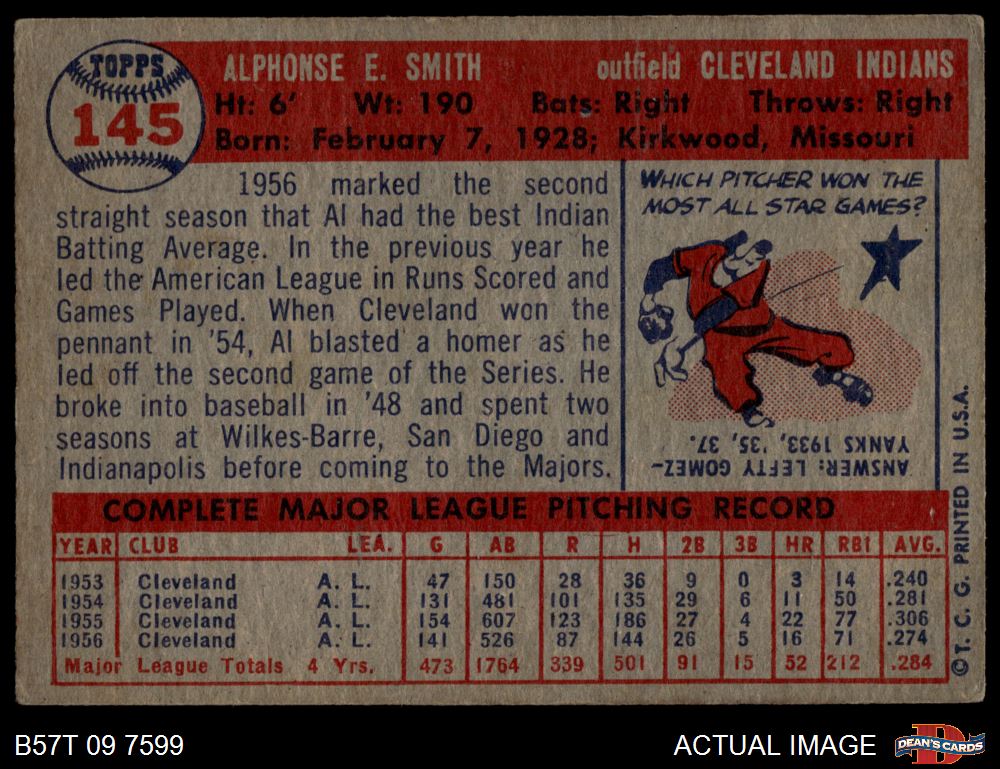 TOPPS
145
ALPHONSE E. SMITH outfield CLEVELAND INDIANS
Ht: 6' Wt: 190 Bats: Right Throws: Right
Born: February 7, 1928; Kirkwood, Missouri
1956 marked the second
straight season that Al had the best Indian
Batting Average. In the previous year he
led the American League in Runs Scored and
Games Played. When Cleveland won the
pennant in '54, Al blasted a homer as he
led off the second game of the Series. He
broke into baseball in '48 and spent two
seasons at Wilkes-Barre, San Diego and
Indianapolis before coming to the Majors.
WHICH PITCHER WON THE
MOST ALL STAR GAMES?
ANSWER: LEFTY GOMEZ-
YANKS 1933, '35, '37.
COMPLETE MAJOR LEAGUE PITCHING RECORD
YEAR CLUB LEA. G AB R H 2B 3B HR RBI AVG.
1953 Cleveland A. L. 47 150 28 36 9 0 3 14 .240
1954 Cleveland A. L. 131 481 101 135 29 6 11 50 .281
1955 Cleveland A. L. 154 607 123 186 27 4 22 77 .306
1956 Cleveland A. L. 141 526 87 144 26 5 16 71 .274
Major League Totals 4 Yrs. 473 1764 339 501 91 15 52 212 .284
© T. C. G. PRINTED IN U.S.A.
B57T 09 7599
ACTUAL IMAGE
D
DEAN'S CARDS